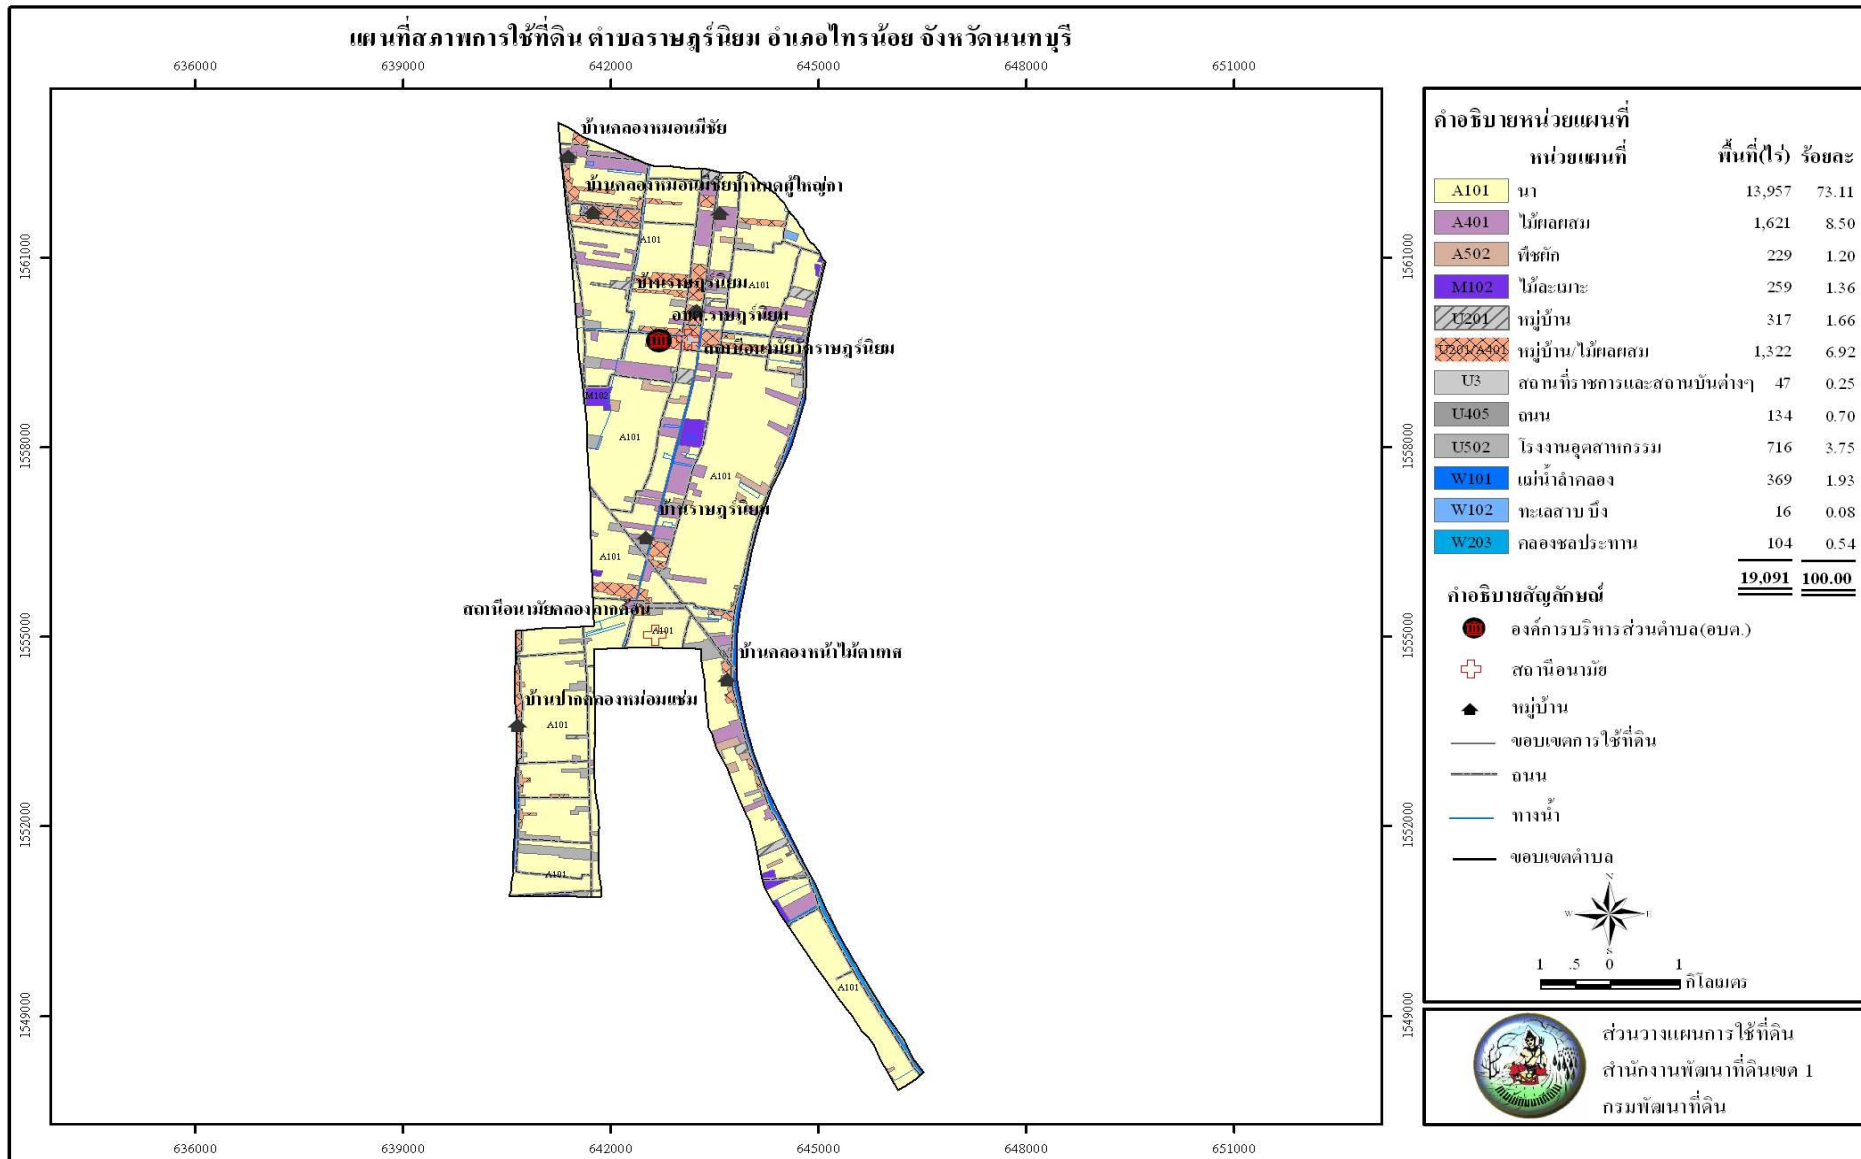 แผนที่สภาพการใช้ที่ดิน ตำบลราษฎร์นิยม อำเภอไทรน้อย จังหวัดนนทบุรี
636000 639000 642000 645000 648000 651000
บ้านคลองหมอนมีชัย
บ้านคลองหมอนมีชัย
A101
1561000
1561000
A101
บ้านราษฎร์นิยม
อบต.ราษฎร์นิยม
สถานีอนามัยวัดราษฎร์นิยม
M102
A101
1558000
1558000
A101
บ้านราษฎร์นิยม
A101
สถานีอนามัยคลองลากค้อน
A101
1555000
1555000
บ้านคลองหน้าไม้ดาเทศ
บ้านปากคลองหม่อมแช่ม
A101
1552000
1552000
A101
A101
1549000
1549000
636000 639000 642000 645000 648000 651000
คำอธิบายหน่วยแผนที่
หน่วยแผนที่ พื้นที่(ไร่) ร้อยละ
A101 นา 13,957 73.11
A401 ไม้ผลผสม 1,621 8.50
A502 พืชผัก 229 1.20
M102 ไม้ละเมาะ 259 1.36
U201 หมู่บ้าน 317 1.66
U201/A401 หมู่บ้าน/ไม้ผลผสม 1,322 6.92
U3 สถานที่ราชการและสถานบันต่างๆ 47 0.25
U405 ถนน 134 0.70
U502 โรงงานอุตสาหกรรม 716 3.75
W101 แม่น้ำลำคลอง 369 1.93
W102 ทะเลสาบ บึง 16 0.08
W203 คลองชลประทาน 104 0.54
19,091 100.00
คำอธิบายสัญลักษณ์
องค์การบริหารส่วนตำบล(อบต.)
สถานีอนามัย
หมู่บ้าน
ขอบเขตการใช้ที่ดิน
ถนน
ทางน้ำ
ขอบเขตตำบล
N
W E
S
1 .5 0 1
กิโลเมตร
ส่วนวางแผนการใช้ที่ดิน
สำนักงานพัฒนาที่ดินเขต 1
กรมพัฒนาที่ดิน